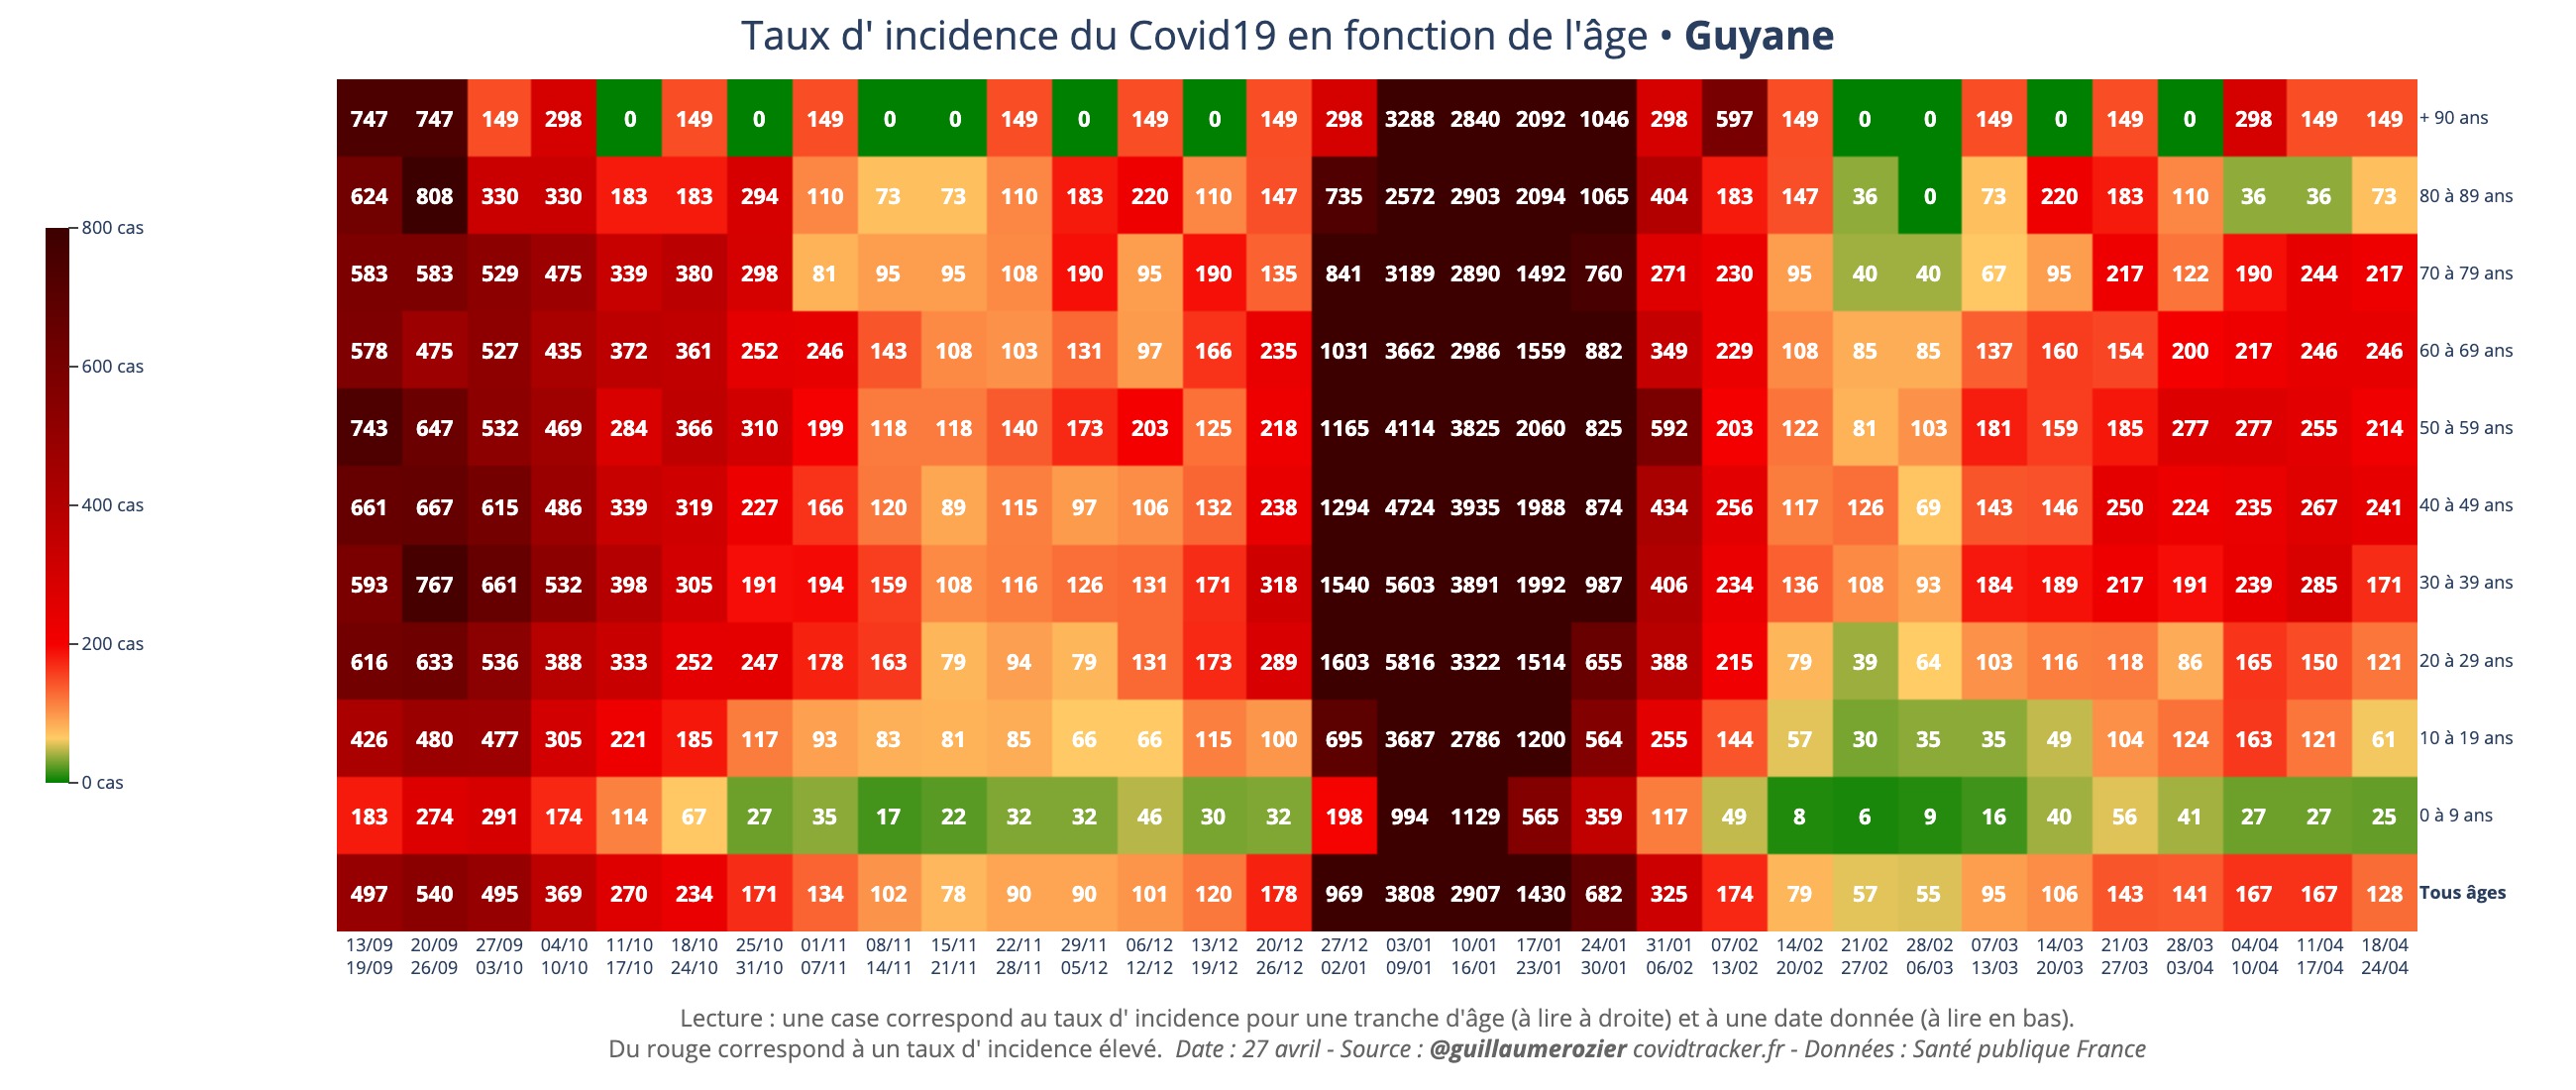 Taux d' incidence du Covid19 en fonction de l'âge • Guyane
747 747 149 298 0 149 0 149 0 0 149 0 149 0 149 298 3288 2840 2092 1046 298 597 149 0 0 149 0 149 0 298 149 149 + 90 ans
624 808 330 330 183 183 294 110 73 73 110 183 220 110 147 735 2572 2903 2094 1065 404 183 147 36 0 73 220 183 110 36 36 73 80 à 89 ans
800 cas
583 583 529 475 339 380 298 81 95 95 108 190 95 190 135 841 3189 2890 1492 760 271 230 95 40 40 67 95 217 122 190 244 217 70 à 79 ans
578 475 527 435 372 361 252 246 143 108 103 131 97 166 235 1031 3662 2986 1559 882 349 229 108 85 85 137 160 154 200 217 246 246 60 à 69 ans
600 cas
743 647 532 469 284 366 310 199 118 118 140 173 203 125 218 1165 4114 3825 2060 825 592 203 122 81 103 181 159 185 277 277 255 214 50 à 59 ans
400 cas
661 667 615 486 339 319 227 166 120 89 115 97 106 132 238 1294 4724 3935 1988 874 434 256 117 126 69 143 146 250 224 235 267 241 40 à 49 ans
593 767 661 532 398 305 191 194 159 108 116 126 131 171 318 1540 5603 3891 1992 987 406 234 136 108 93 184 189 217 191 239 285 171 30 à 39 ans
200 cas
616 633 536 388 333 252 247 178 163 79 94 79 131 173 289 1603 5816 3322 1514 655 388 215 79 39 64 103 116 118 86 165 150 121 20 à 29 ans
426 480 477 305 221 185 117 93 83 81 85 66 66 115 100 695 3687 2786 1200 564 255 144 57 30 35 35 49 104 124 163 121 61 10 à 19 ans
0 cas
183 274 291 174 114 67 27 35 17 22 32 32 46 30 32 198 994 1129 565 359 117 49 8 6 9 16 40 56 41 27 27 25 0 à 9 ans
497 540 495 369 270 234 171 134 102 78 90 90 101 120 178 969 3808 2907 1430 682 325 174 79 57 55 95 106 143 141 167 167 128 Tous âges
13/09 20/09 27/09 04/10 11/10 18/10 25/10 01/11 08/11 15/11 22/11 29/11 06/12 13/12 20/12 27/12 03/01 10/01 17/01 24/01 31/01 07/02 14/02 21/02 28/02 07/03 14/03 21/03 28/03 04/04 11/04 18/04
19/09 26/09 03/10 10/10 17/10 24/10 31/10 07/11 14/11 21/11 28/11 05/12 12/12 19/12 26/12 02/01 09/01 16/01 23/01 30/01 06/02 13/02 20/02 27/02 06/03 13/03 20/03 27/03 03/04 10/04 17/04 24/04
Lecture : une case correspond au taux d' incidence pour une tranche d'âge (à lire à droite) et à une date donnée (à lire en bas).
Du rouge correspond à un taux d' incidence élevé. Date : 27 avril - Source : @guillaumerozier covidtracker.fr - Données : Santé publique France